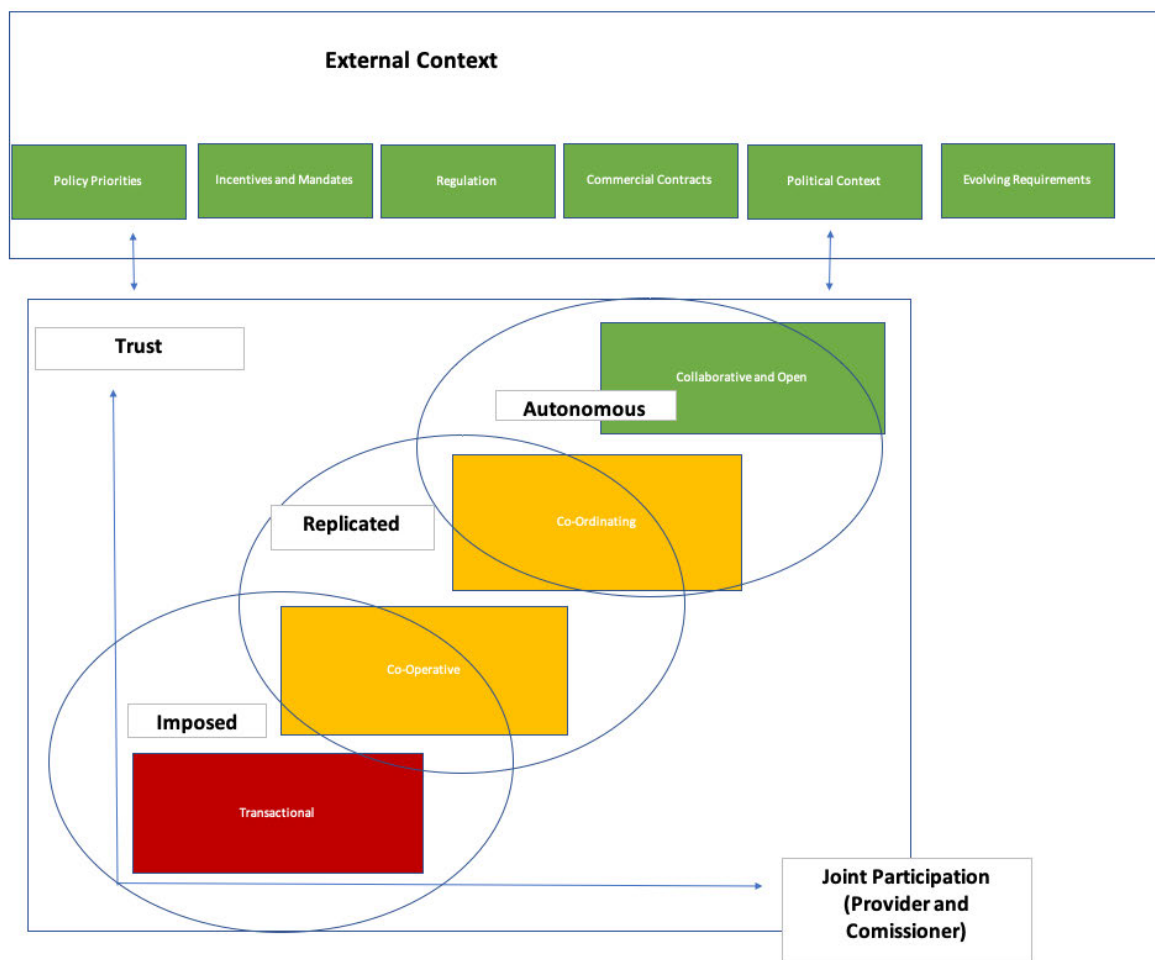 External Context
Policy Priorities
Incentives and Mandates
Regulation
Commercial Contracts
Political Context
Evolving Requirements
Trust
Collaborative and Open
Autonomous
Replicated
Co-Ordinating
Co-Operative
Imposed
Transactional
Joint Participation
(Provider and
Comissioner)